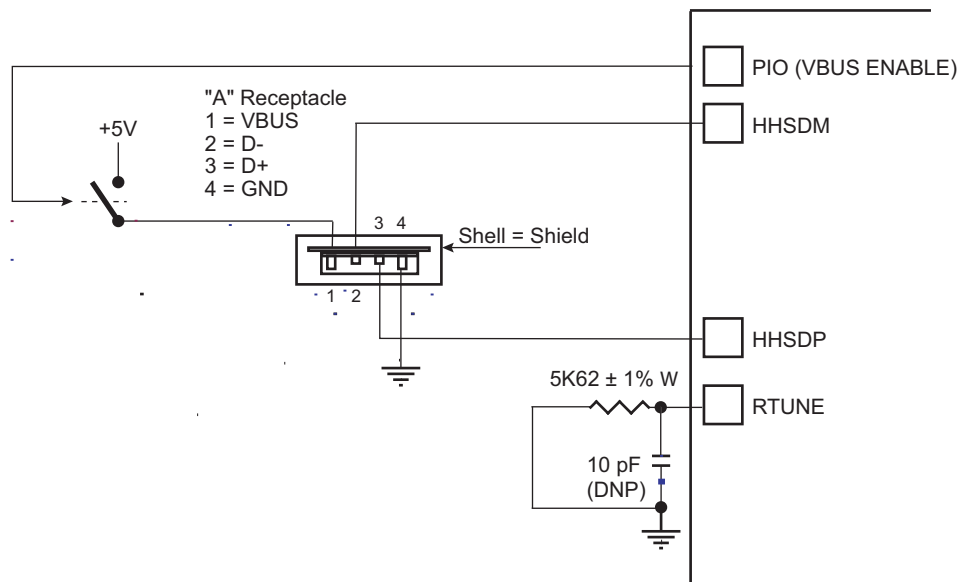 PIO (VBUS ENABLE)
"A" Receptacle
1 = VBUS
2 = D-
3 = D+
4 = GND
+5V
HHSDM
3 4
Shell = Shield
1 2
HHSDP
5K62 ± 1% W
RTUNE
10 pF
(DNP)